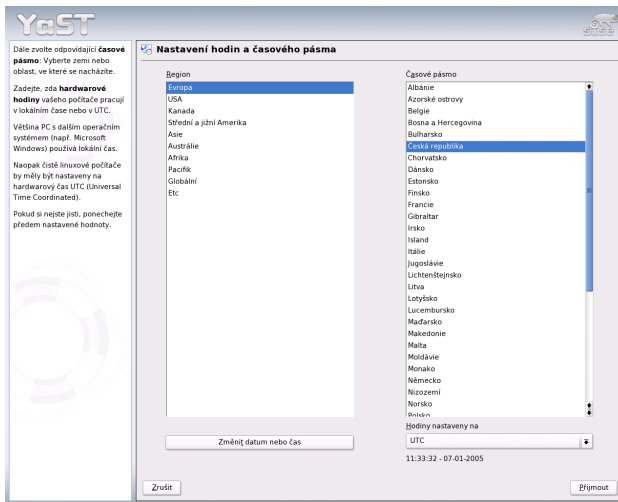 YaST
SUSE
Dále zvolte odpovídající časové
pásmo: Vyberte zemi nebo
oblast, ve které se nacházíte.
Zadejte, zda hardwarové
hodiny vašeho počítače pracují
v lokálním čase nebo v UTC.
Většina PC s dalším operačním
systémem (např. Microsoft
Windows) používá lokální čas.
Naopak čistě linuxové počítače
by měly být nastaveny na
hardwarový čas UTC (Universal
Time Coordinated).
Pokud si nejste jisti, ponechejte
předem nastavené hodnoty.
Nastavení hodin a časového pásma
Region
Evropa
USA
Kanada
Střední a jižní Amerika
Asie
Austrálie
Afrika
Pacifik
Globální
Etc
Změnit datum nebo čas
Časové pásmo
Albánie
Azorské ostrovy
Belgie
Bosna a Hercegovina
Bulharsko
Česká republika
Chorvatsko
Dánsko
Estonsko
Finsko
Francie
Gibraltar
Irsko
Island
Itálie
Jugoslávie
Lichtenštejnsko
Litva
Lotyšsko
Lucembursko
Maďarsko
Makedonie
Malta
Moldávie
Monako
Německo
Nizozemí
Norsko
Polsko
Hodiny nastaveny na
UTC
11:33:32 - 07-01-2005
Zrušit
Přijmout